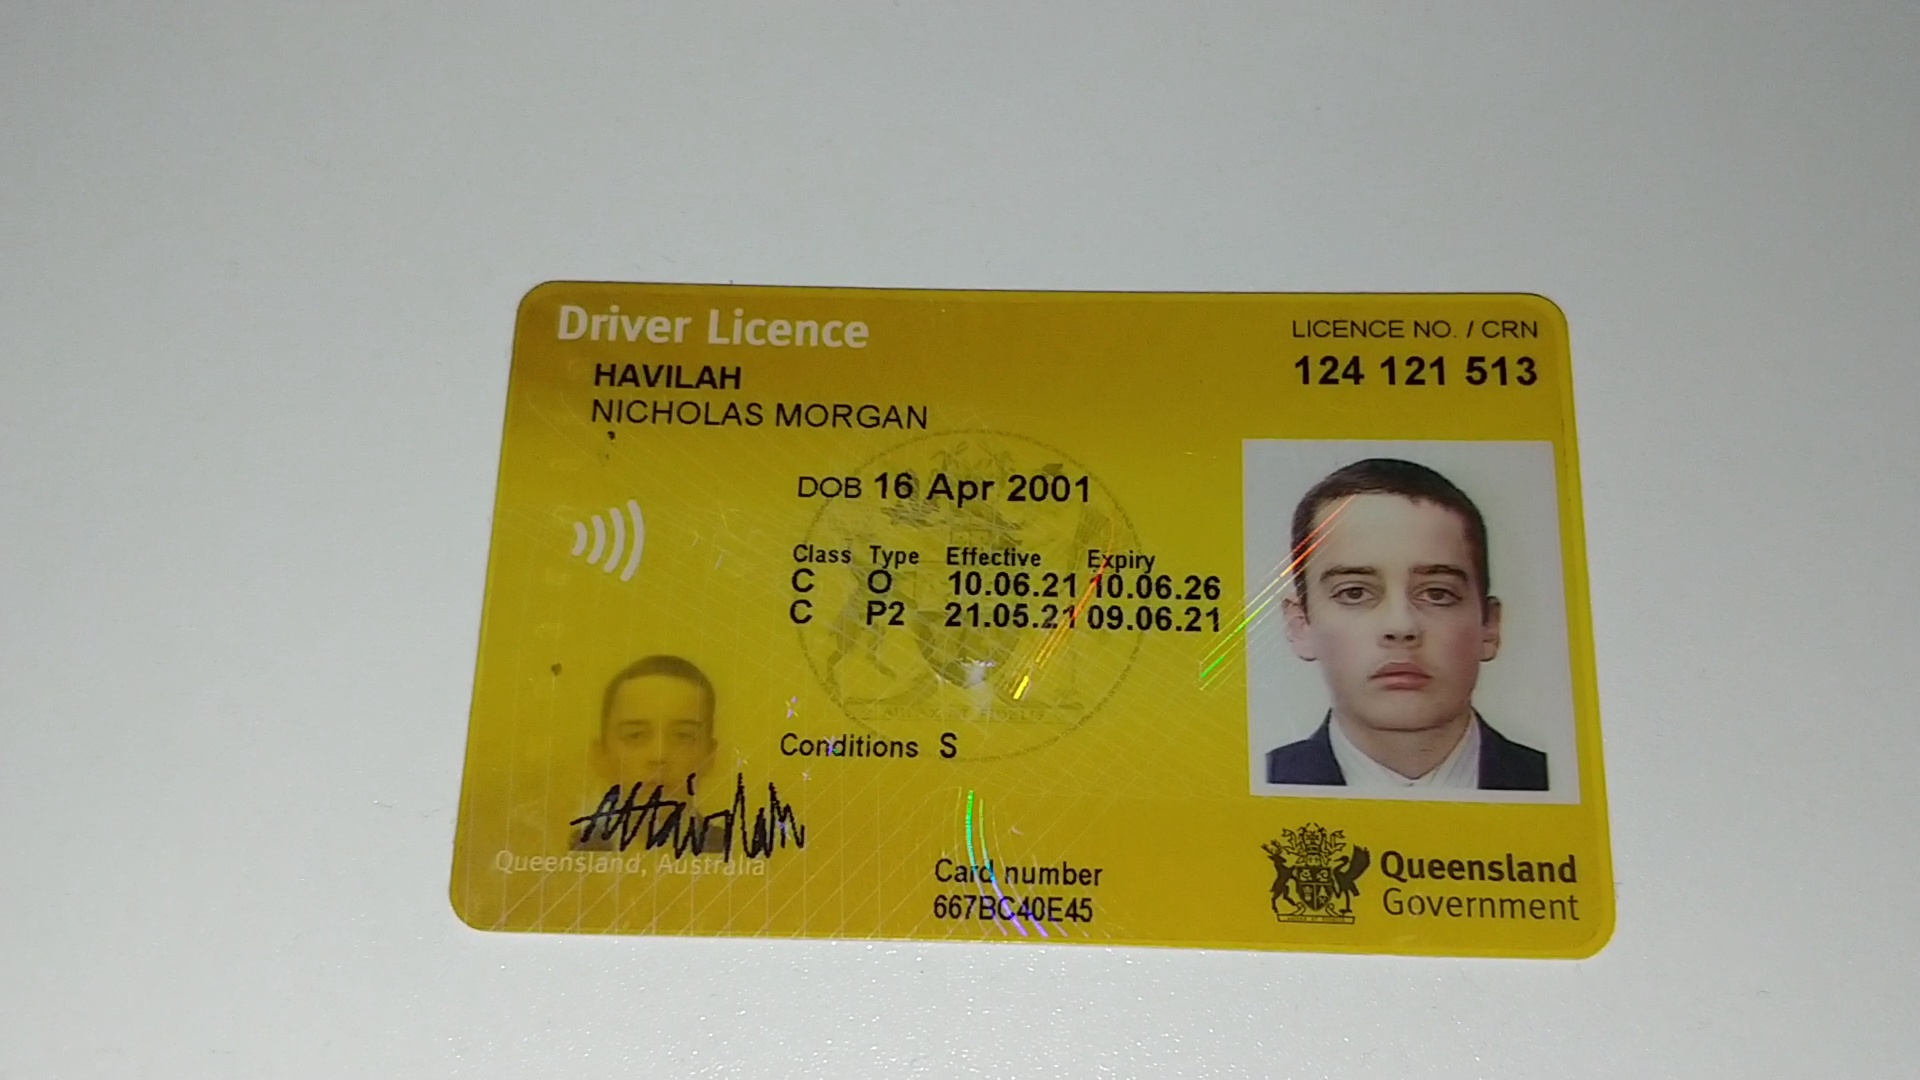 Driver Licence
LICENCE NO. / CRN
HAVILAH
124 121 513
NICHOLAS MORGAN
DOB 16 Apr 2001
Class Type Effective Expiry
C O 10.06.21 10.06.26
C P2 21.05.21 09.06.21
Conditions S
Queensland, Australia
Card number
667BC40E45
Queensland
Government